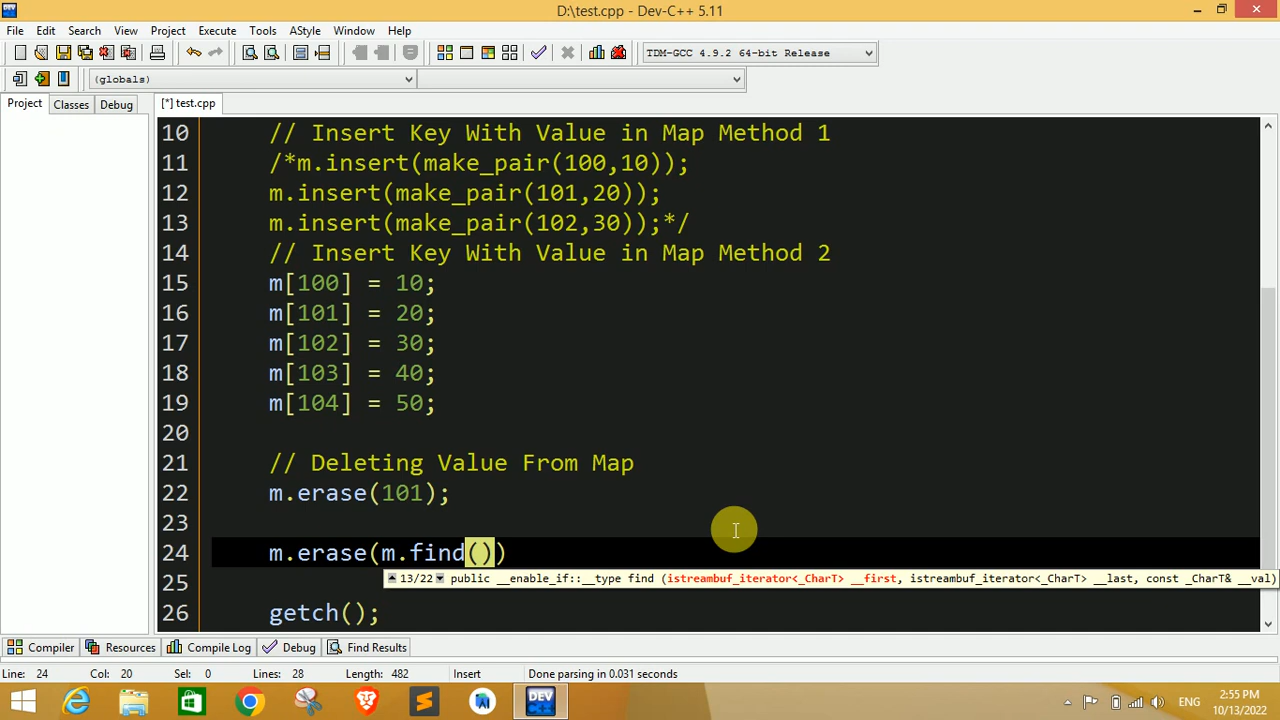 D:\test.cpp - Dev-C++ 5.11
File Edit Search View Project Execute Tools AStyle Window Help
TDM-GCC 4.9.2 64-bit Release
(globals)
Project Classes Debug [*] test.cpp
10 // Insert Key With Value in Map Method 1
11 /*m.insert(make_pair(100,10));
12 m.insert(make_pair(101,20));
13 m.insert(make_pair(102,30));*/
14 // Insert Key With Value in Map Method 2
15 m[100] = 10;
16 m[101] = 20;
17 m[102] = 30;
18 m[103] = 40;
19 m[104] = 50;
20
21 // Deleting Value From Map
22 m.erase(101);
23
24 m.erase(m.find())
13/22 public __enable_if::__type find (istreambuf_iterator<_CharT> __first, istreambuf_iterator<_CharT> __last, const _CharT& __val)
25
26 getch();
Compiler Resources Compile Log Debug Find Results
Line: 24 Col: 20 Sel: 0 Lines: 28 Length: 482 Insert Done parsing in 0.031 seconds
DEV
ENG
2:55 PM
10/13/2022